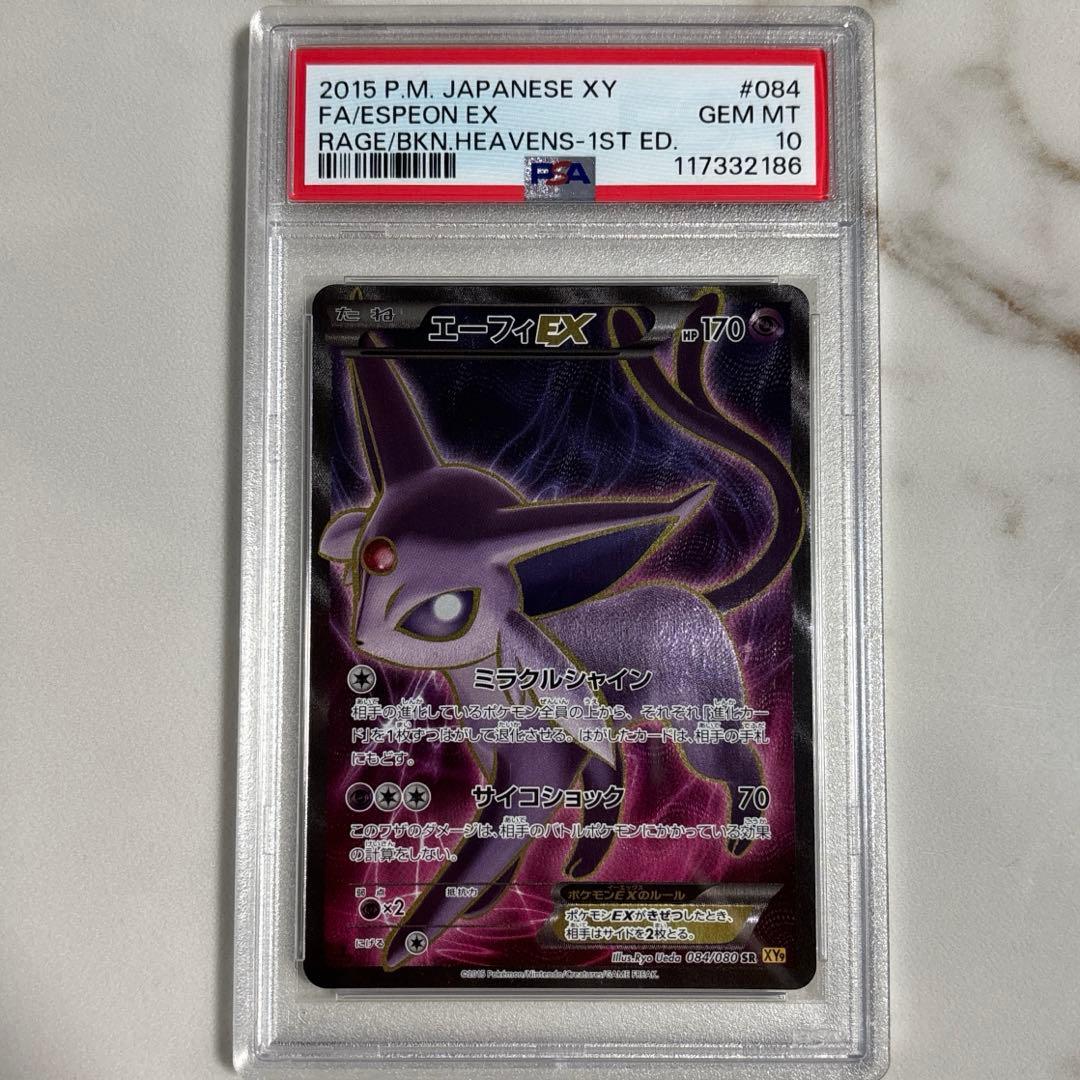 2015 P.M. JAPANESE XY #084
FA/ESPEON EX GEM MT
RAGE/BKN.HEAVENS-1ST ED. 10
PSA 117332186
たね エーフィEX HP170
ミラクルシャイン
相手の進化しているポケモン全員の上から、それぞれ「進化カー
ド」を1枚ずつはがして退化させる。はがしたカードは、相手の手札
にもどす。
サイコショック 70
このワザのダメージは、相手のバトルポケモンにかかっている効果
の計算をしない。
弱点 抵抗力
×2
にげる
ポケモンEXのルール
ポケモンEXがきぜつしたとき、
相手はサイドを2枚とる。
Illus.Ryo Ueda 084/080 SR XY9
©2015 Pokémon/Nintendo/Creatures/GAME FREAK.